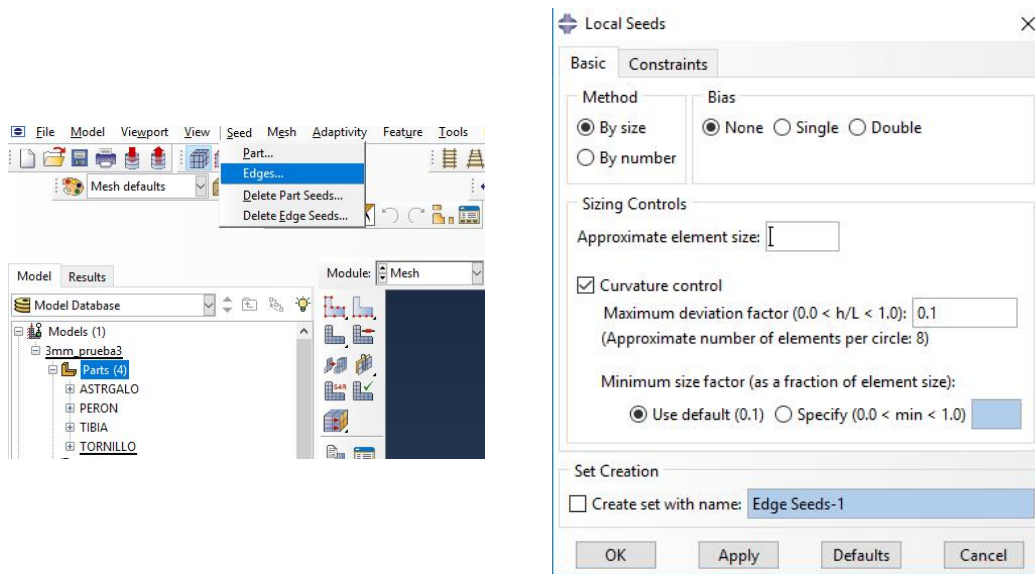 File Model Viewport View Seed Mesh Adaptivity Feature Tools
Part...
Edges...
Delete Part Seeds...
Delete Edge Seeds...
Mesh defaults
Model Results
Module: Mesh
Model Database
Models (1)
3mm_prueba3
Parts (4)
ASTRGALO
PERON
TIBIA
TORNILLO
Local Seeds
Basic Constraints
Method
By size
By number
Bias
None Single Double
Sizing Controls
Approximate element size:
Curvature control
Maximum deviation factor (0.0 < h/L < 1.0): 0.1
(Approximate number of elements per circle: 8)
Minimum size factor (as a fraction of element size):
Use default (0.1) Specify (0.0 < min < 1.0)
Set Creation
Create set with name: Edge Seeds-1
OK Apply Defaults Cancel